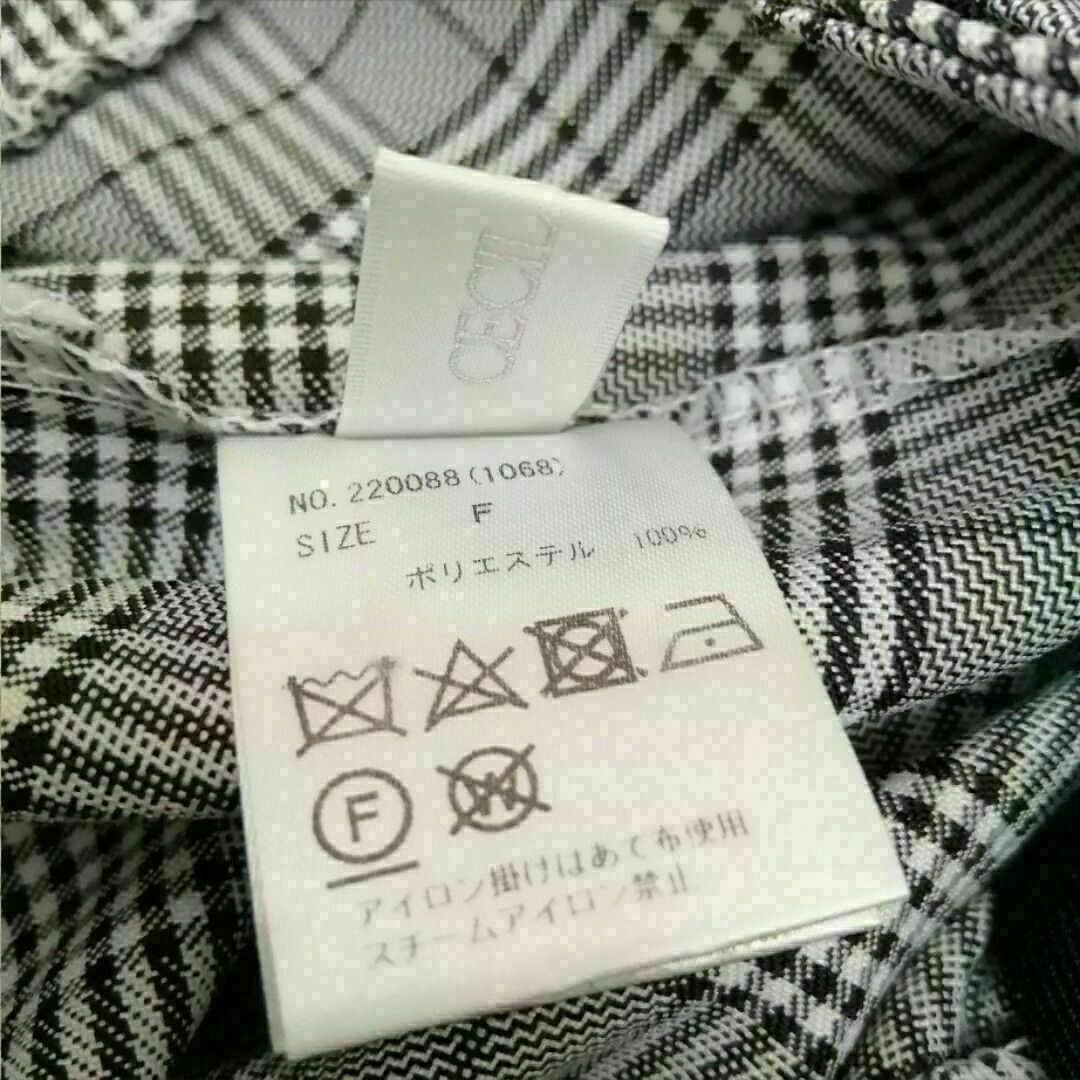 CECIL
NO. 220088(1068)
SIZE F
ポリエステル 100%
F
W
アイロン掛けはあて布使用
スチームアイロン禁止